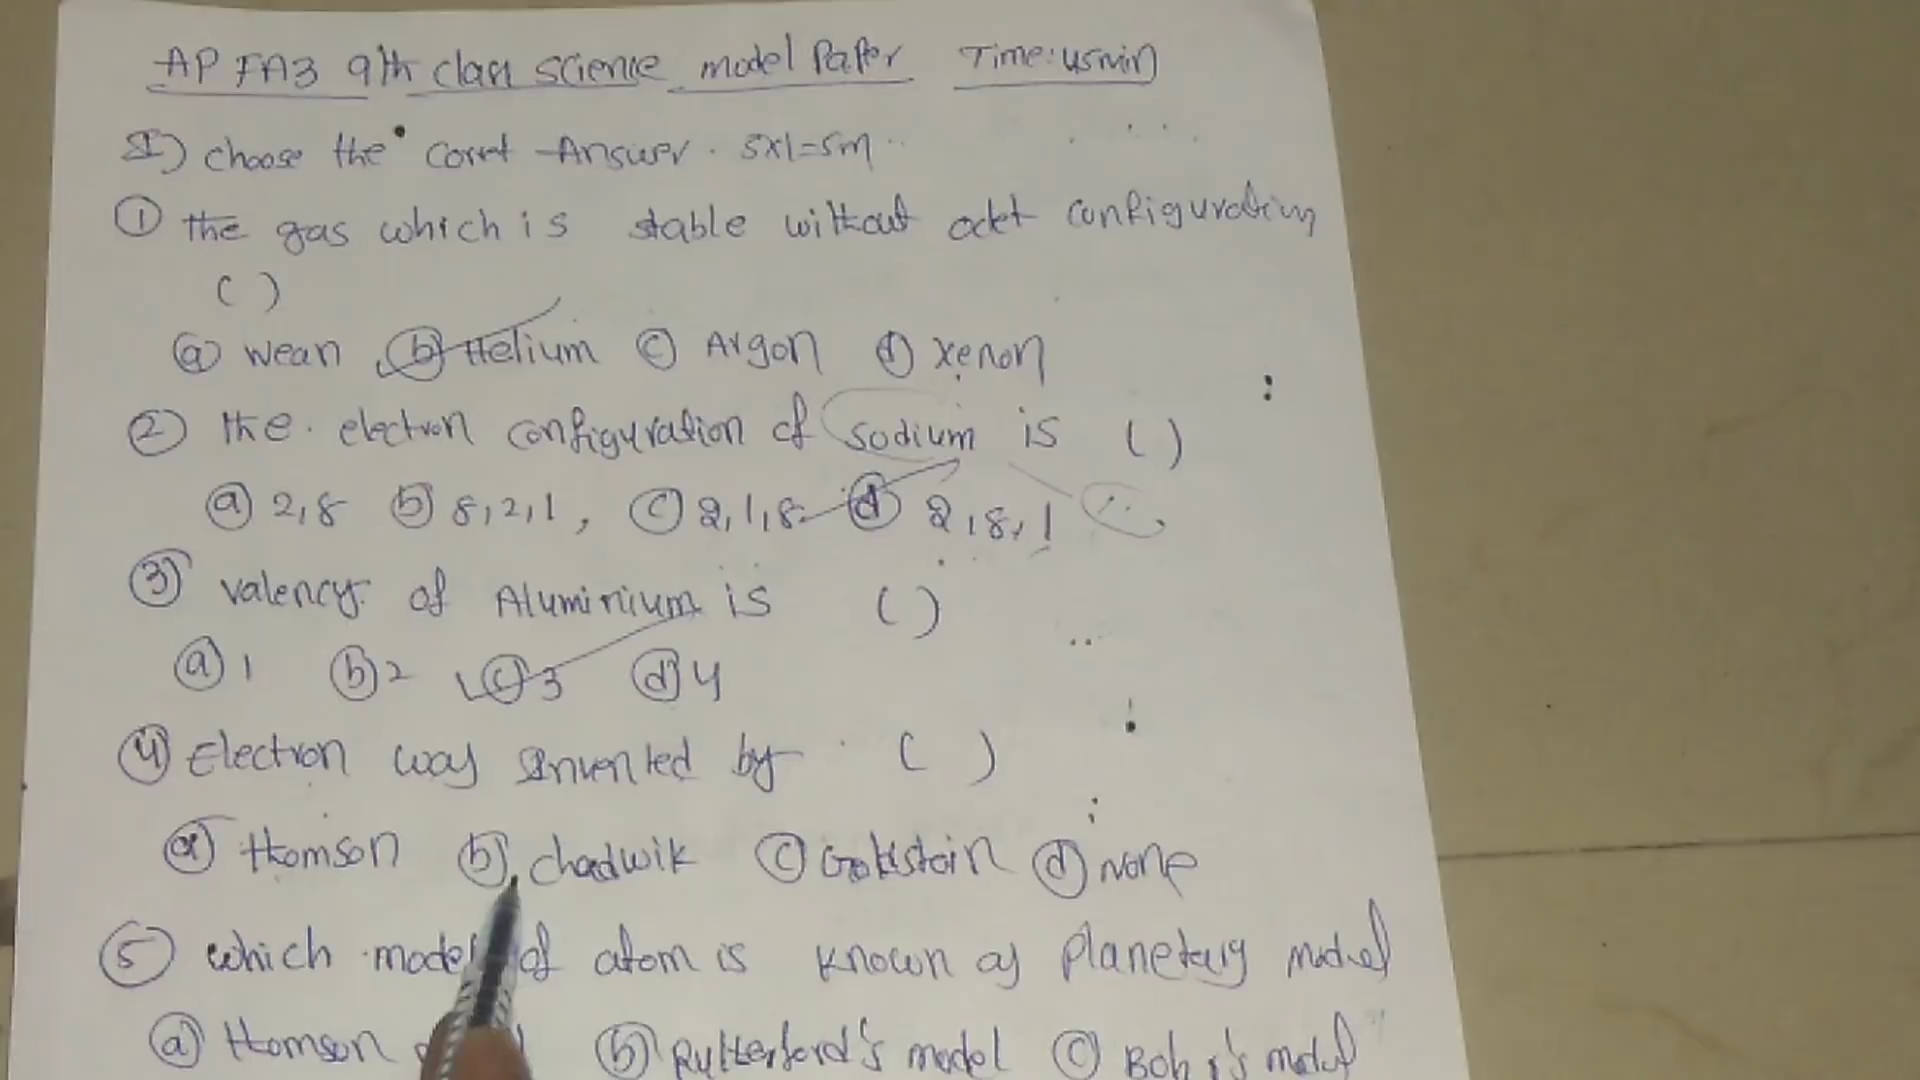 AP FA3 9th class science model Paper Time: 45min
I) choose the Corret Answer. 5x1=5m
① the gas which is stable without octet configuration
( )
ⓐ wean ⓑ Helium ⓒ Argon ⓓ xenon
② the electron configuration of sodium is ( )
ⓐ 2,8 ⓑ 8,2,1, ⓒ 2,1,8 ⓓ 2,8,1
③ valency of Aluminium is ( )
ⓐ 1 ⓑ 2 ⓒ 3 ⓓ 4
④ Electron was Invented by ( )
ⓐ thomson ⓑ chadwik ⓒ Goldstain ⓓ none
⑤ which model of atom is known as planetary model
ⓐ thomson ⓑ Rutterford's model ⓒ Bohr's model